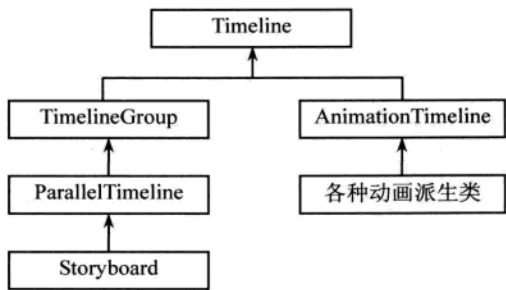 Timeline
TimelineGroup
AnimationTimeline
ParallelTimeline
各种动画派生类
Storyboard